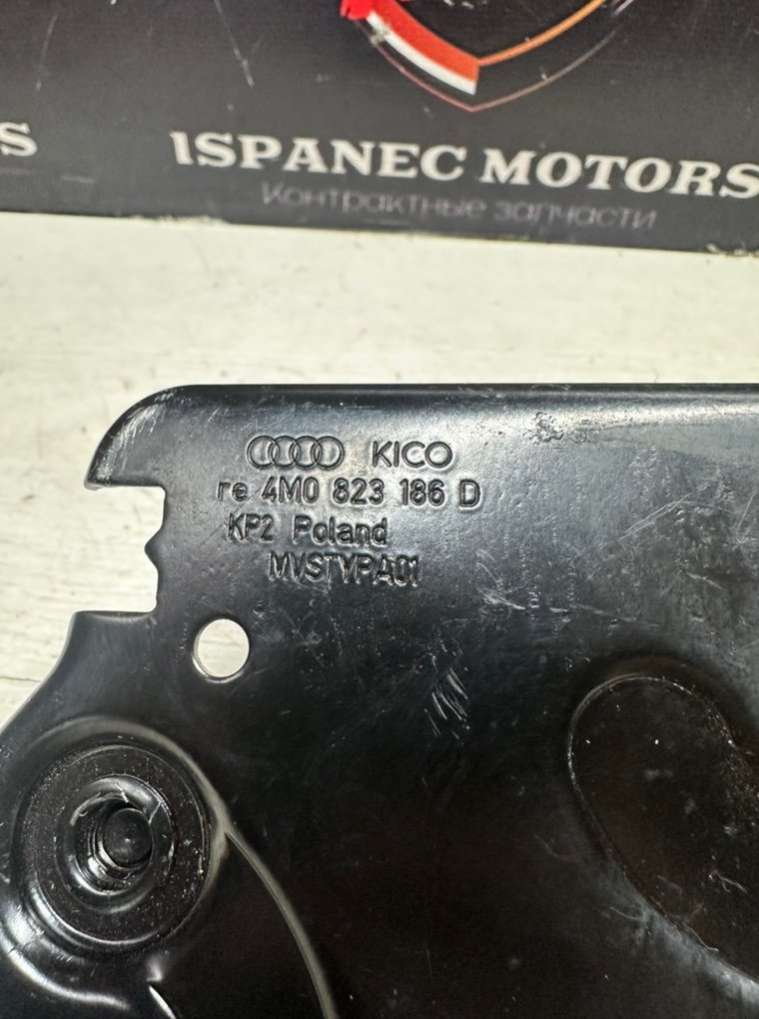 S
ISPANEC MOTORS
Контрактные запчасти
KICO
re 4M0 823 186 D
KP2 Poland
MVSTYPA01